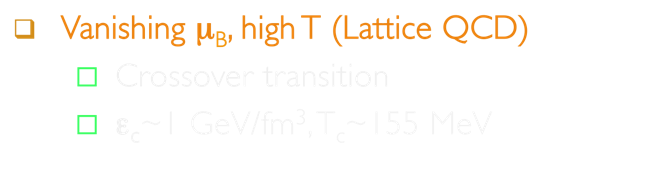 Vanishing μB, high T (Lattice QCD)
Crossover transition
εc~1 GeV/fm³, Tc~155 MeV